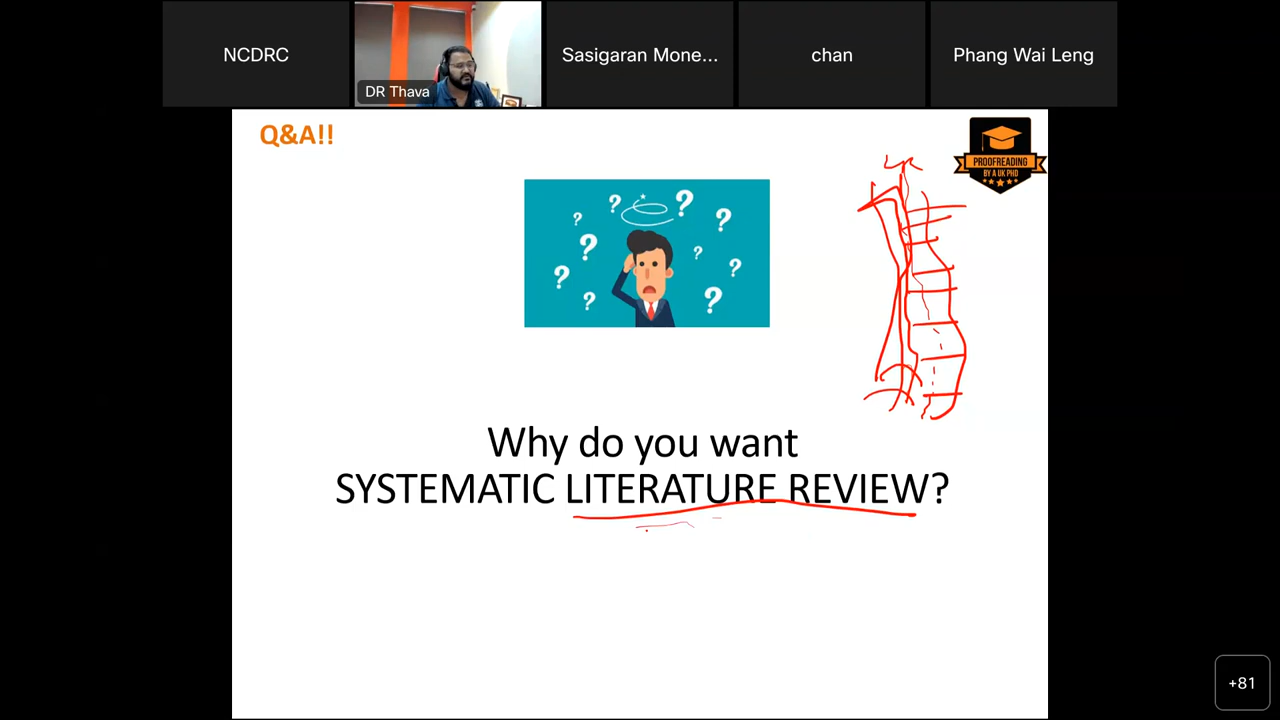 NCDRC
DR Thava
Sasigaran Mone...
chan
Phang Wai Leng
Q&A!!
PROOFREADING
BY A UK PHD
? ? ? ? ? ? ? ? ? ?
Why do you want
SYSTEMATIC LITERATURE REVIEW?
+81